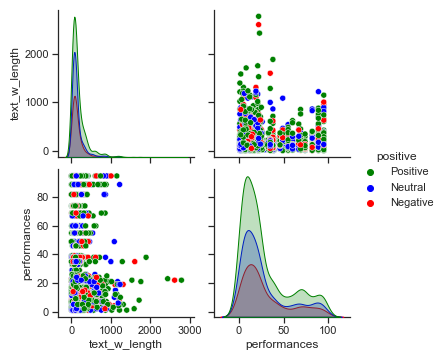 2000
1000
0
text_w_length
positive
Positive
Neutral
Negative
80
60
40
20
0
performances
0
1000
2000
3000
text_w_length
0
50
100
performances